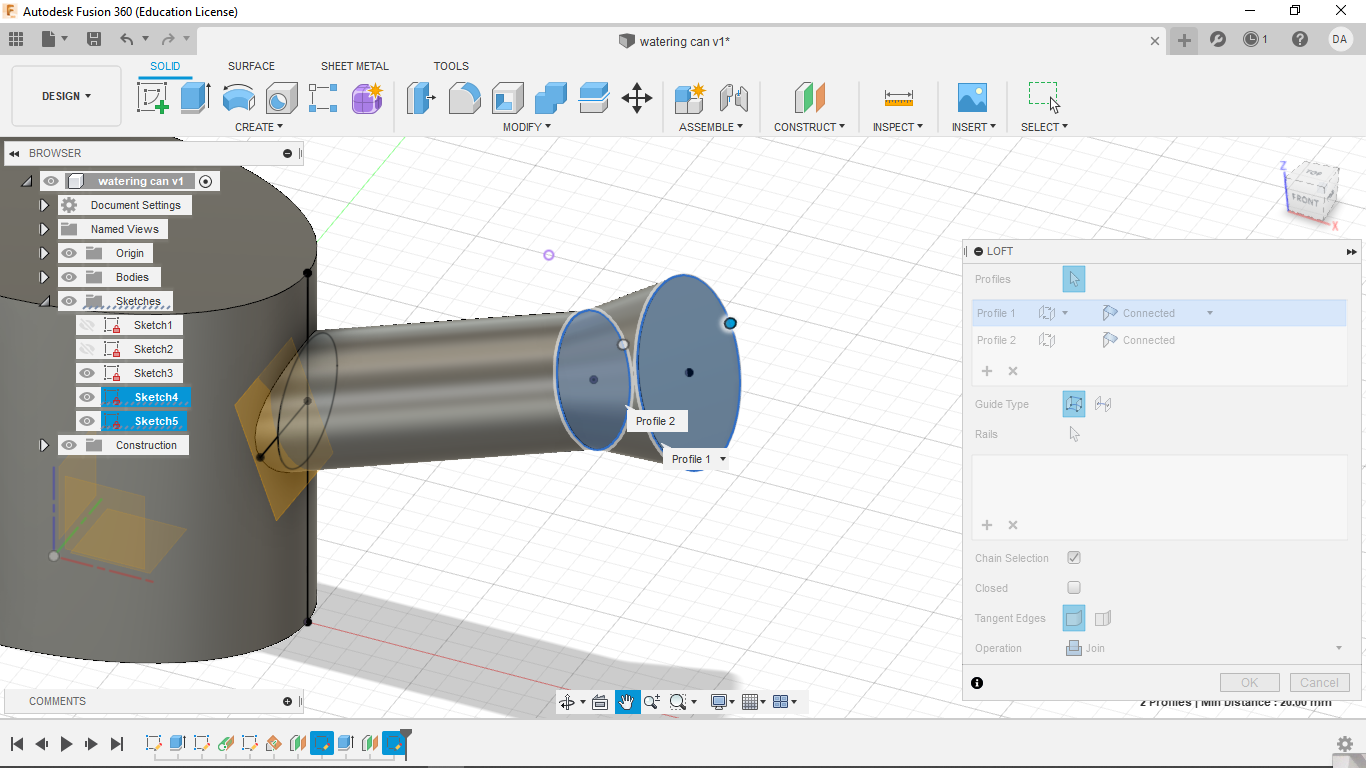 Autodesk Fusion 360 (Education License)
watering can v1*
1
DA
SOLID SURFACE SHEET METAL TOOLS
DESIGN
CREATE MODIFY ASSEMBLE CONSTRUCT INSPECT INSERT SELECT
BROWSER
watering can v1
Document Settings
Named Views
Origin
Bodies
Sketches
Sketch1
Sketch2
Sketch3
Sketch4
Sketch5
Construction
Profile 2
Profile 1
Z
TOP
FRONT
X
LOFT
Profiles
Profile 1 Connected
Profile 2 Connected
Guide Type
Rails
Chain Selection
Closed
Tangent Edges
Operation Join
OK Cancel
2 Profiles | Min Distance : 20.00 mm
COMMENTS